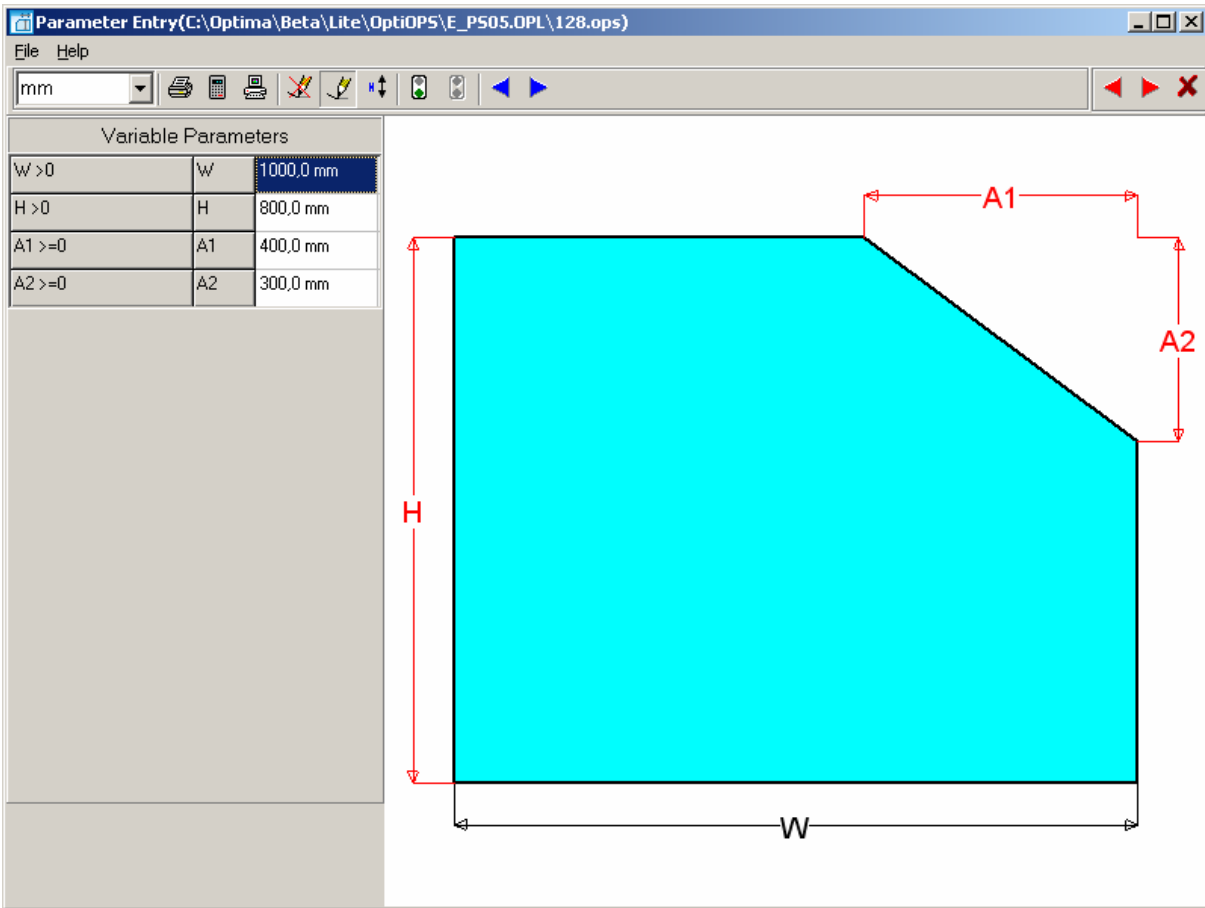 Parameter Entry(C:\Optima\Beta\Lite\OptiOPS\E_PS05.OPL\128.ops)
File Help
mm
Variable Parameters
W >0 W 1000,0 mm
H >0 H 800,0 mm
A1 >=0 A1 400,0 mm
A2 >=0 A2 300,0 mm
A1
A2
H
W